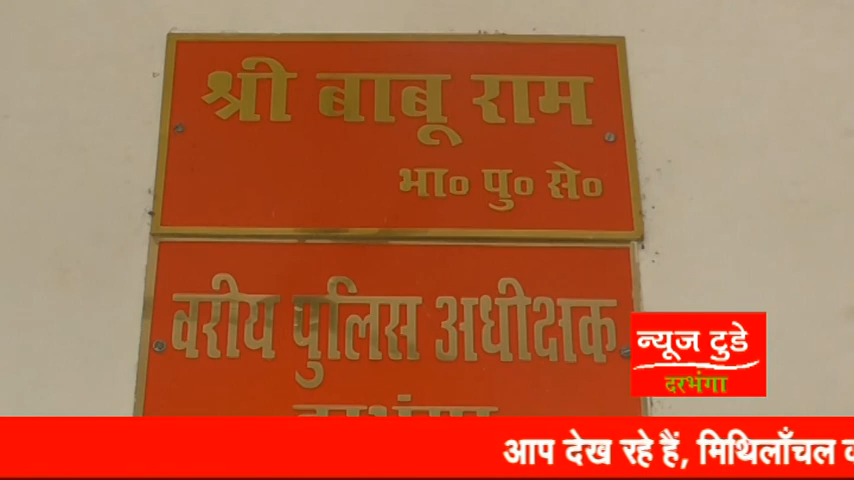 श्री बाबू राम
भा० पु० से०
वरीय पुलिस अधीक्षक
न्यूज टुडे
दरभंगा
आप देख रहे हैं, मिथिलाँचल